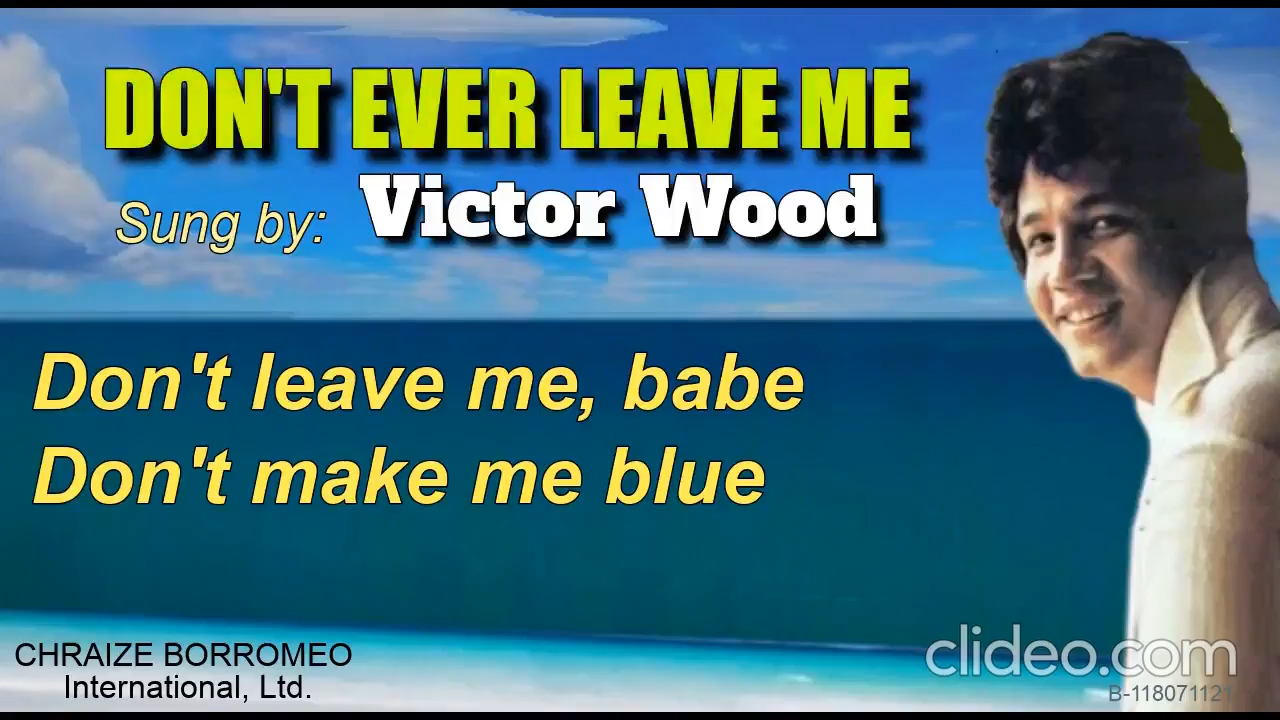 DON'T EVER LEAVE ME
Sung by: Victor Wood
Don't leave me, babe
Don't make me blue
CHRAIZE BORROMEO
International, Ltd.
clideo.com
B-118071121